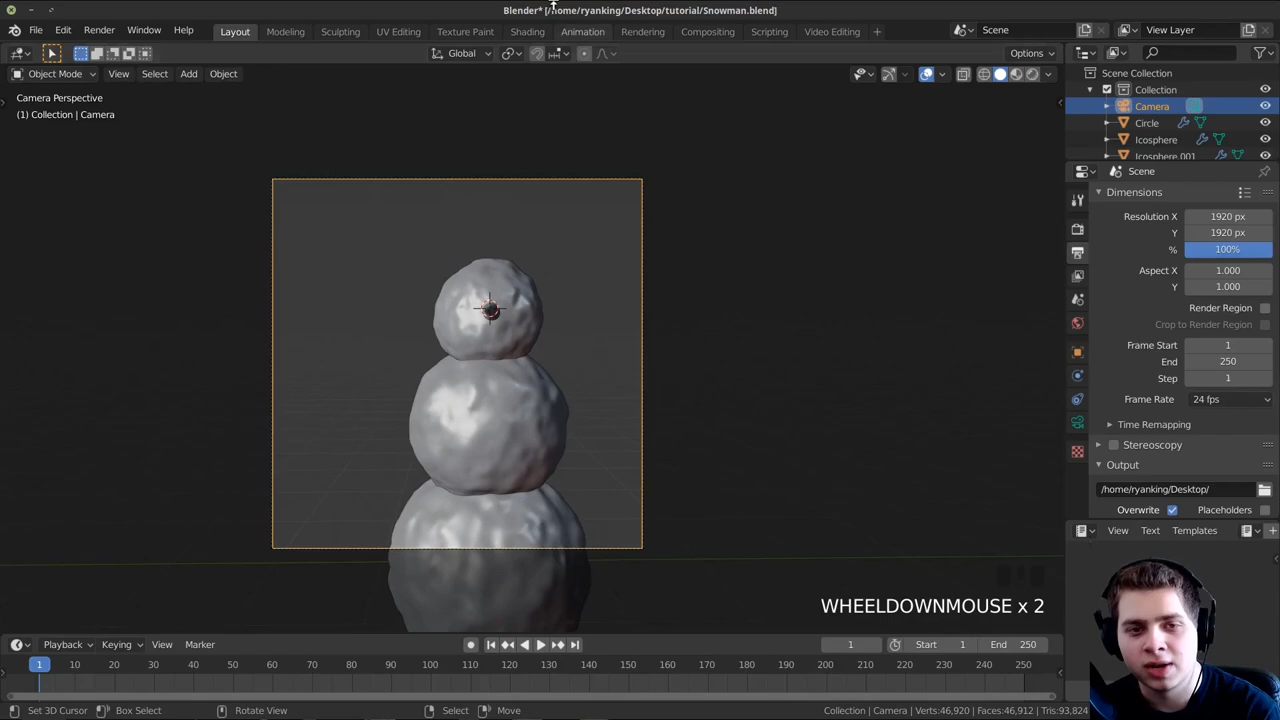 Blender* [/home/ryanking/Desktop/tutorial/Snowman.blend]
File Edit Render Window Help Layout Modeling Sculpting UV Editing Texture Paint Shading Animation Rendering Compositing Scripting Video Editing + Scene View Layer
Global Options
Object Mode View Select Add Object
Camera Perspective
(1) Collection | Camera
Scene Collection
Collection
Camera
Circle
Icosphere
Icosphere.001
Scene
Dimensions
Resolution X 1920 px
Y 1920 px
% 100%
Aspect X 1.000
Y 1.000
Render Region
Crop to Render Region
Frame Start 1
End 250
Step 1
Frame Rate 24 fps
Time Remapping
Stereoscopy
Output
/home/ryanking/Desktop/
Overwrite Placeholders
View Text Templates
WHEELDOWNMOUSE x 2
Playback Keying View Marker 1 Start 1 End 250
1 10 20 30 40 50 60 70 80 90 100 110 120 130 140 150 160 170 180 190 200 210 220 230 240 250
Set 3D Cursor Box Select Rotate View Select Move Collection | Camera | Verts:46,920 | Faces:46,912 | Tris:93,824